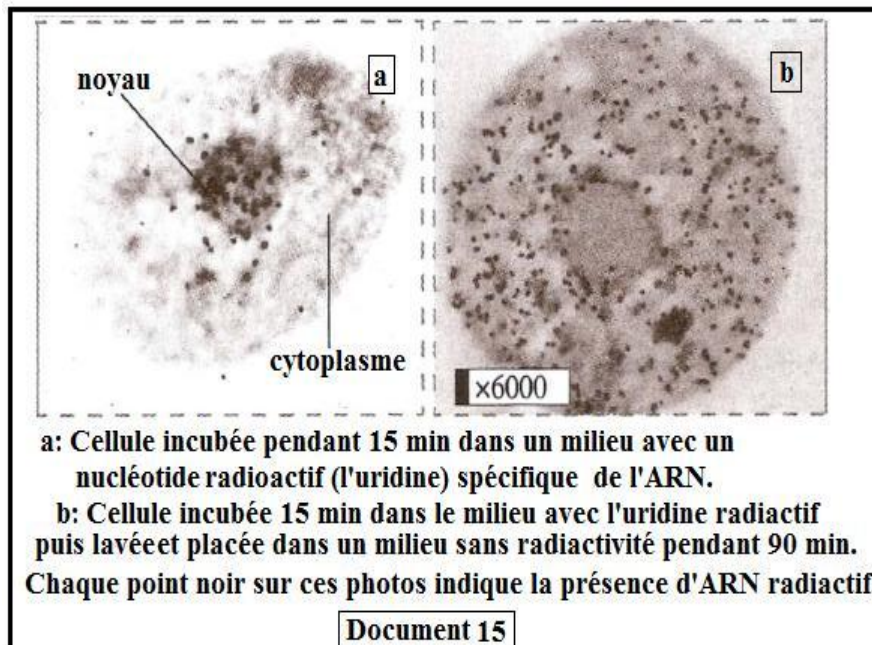 a
b
noyau
cytoplasme
×6000
a: Cellule incubée pendant 15 min dans un milieu avec un
nucléotide radioactif (l'uridine) spécifique de l'ARN.
b: Cellule incubée 15 min dans le milieu avec l'uridine radiactif
puis lavéeet placée dans un milieu sans radiactivité pendant 90 min.
Chaque point noir sur ces photos indique la présence d'ARN radiactif
Document 15